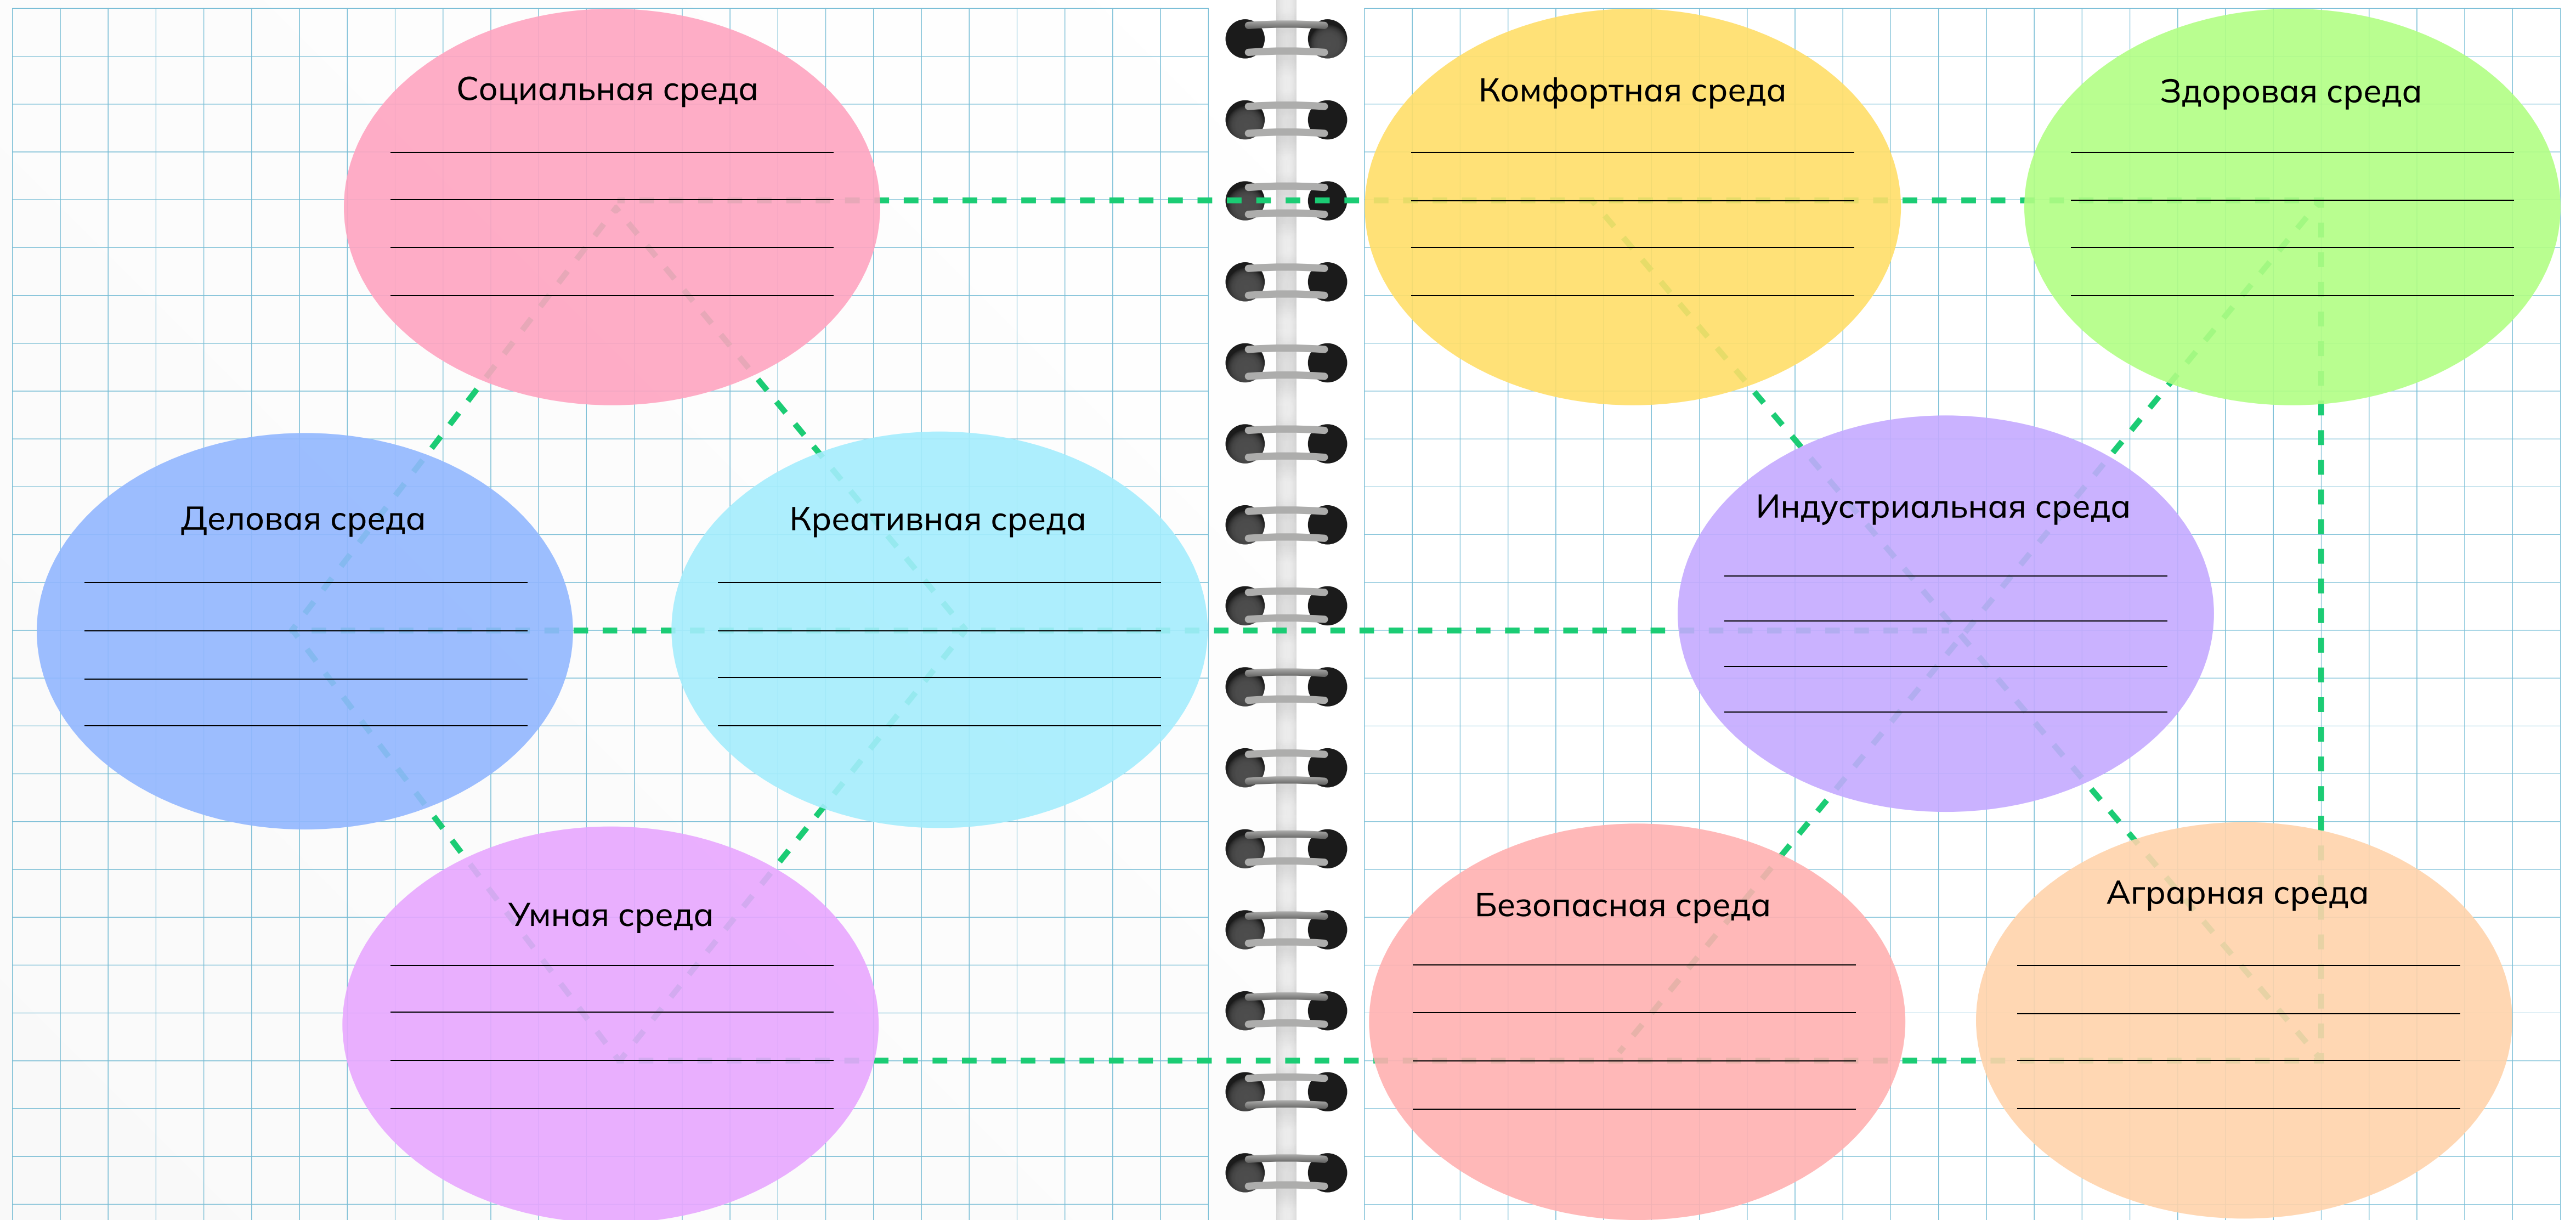 Социальная среда
Деловая среда
Креативная среда
Умная среда
Комфортная среда
Здоровая среда
Индустриальная среда
Безопасная среда
Аграрная среда